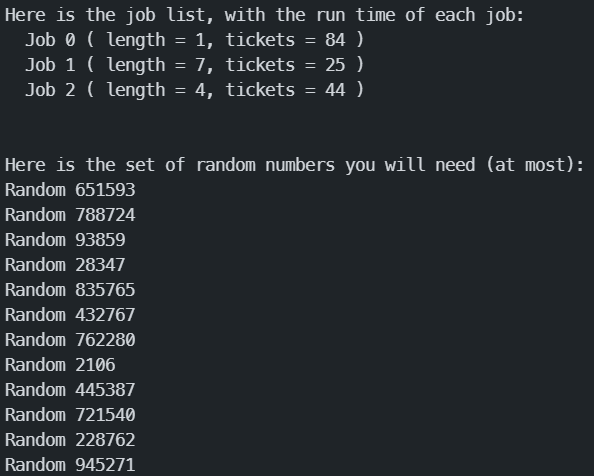 Here is the job list, with the run time of each job:
  Job 0 ( length = 1, tickets = 84 )
  Job 1 ( length = 7, tickets = 25 )
  Job 2 ( length = 4, tickets = 44 )
Here is the set of random numbers you will need (at most):
Random 651593
Random 788724
Random 93859
Random 28347
Random 835765
Random 432767
Random 762280
Random 2106
Random 445387
Random 721540
Random 228762
Random 945271